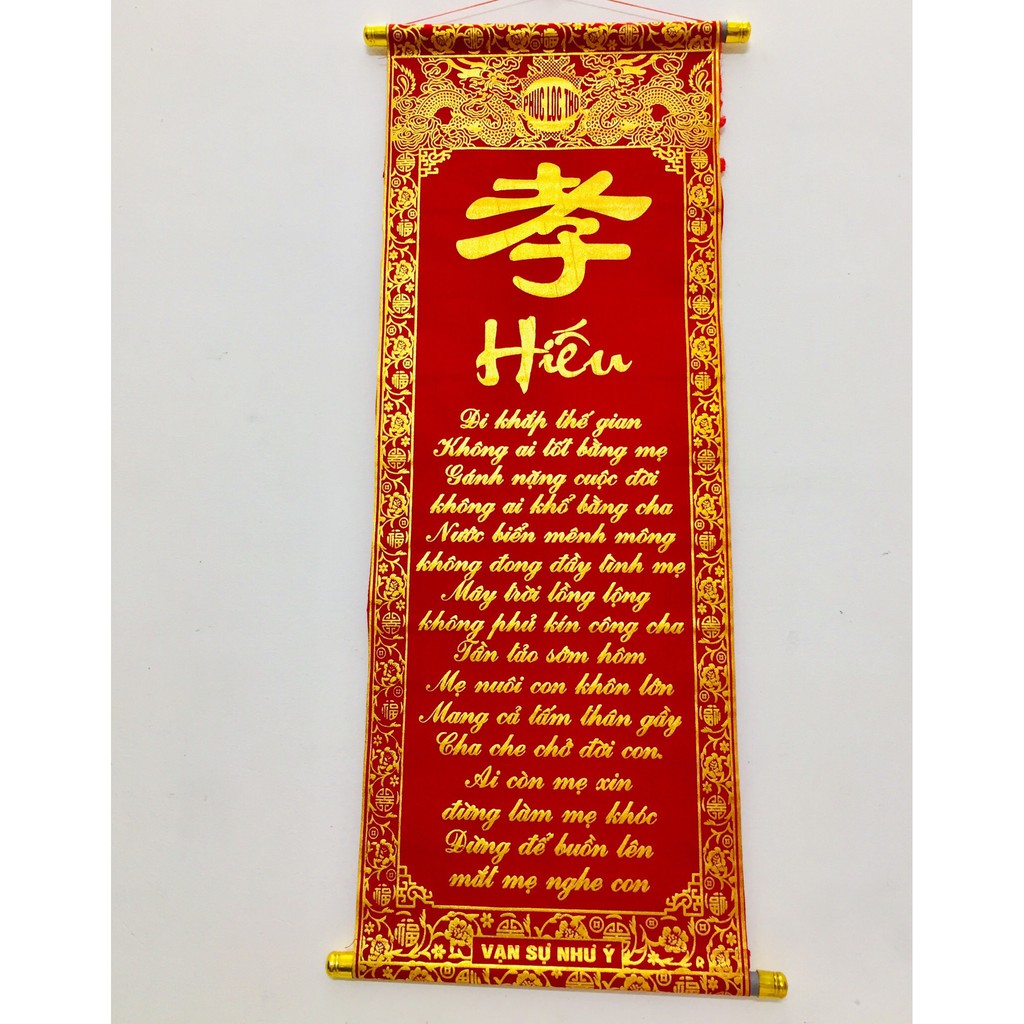 PHÚC LỘC THỌ
孝
Hiếu
Đi khắp thế gian
Không ai tốt bằng mẹ
Gánh nặng cuộc đời
không ai khổ bằng cha
Nước biển mênh mông
không đong đầy tình mẹ
Mây trời lồng lộng
không phủ kín công cha
Tần tảo sớm hôm
Mẹ nuôi con khôn lớn
Mang cả tấm thân gầy
Cha che chở đời con.
Ai còn mẹ xin
đừng làm mẹ khóc
Đừng để buồn lên
mắt mẹ nghe con
VẠN SỰ NHƯ Ý